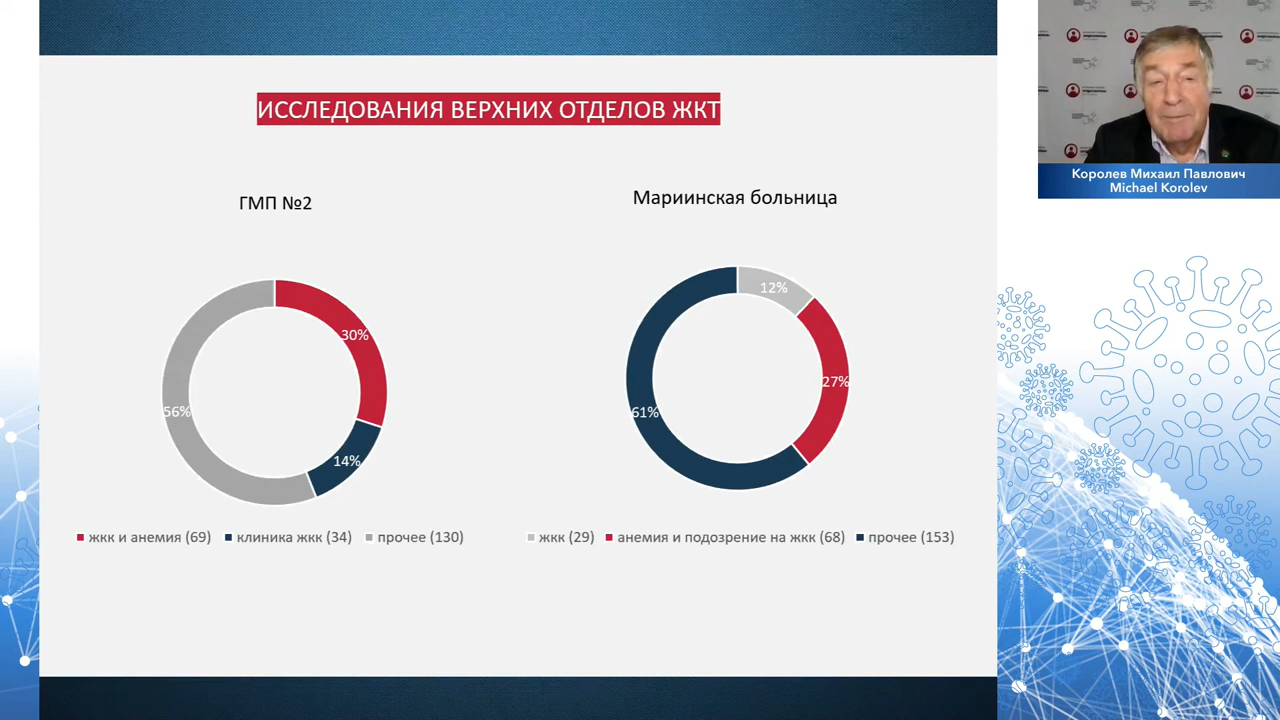 ИССЛЕДОВАНИЯ ВЕРХНИХ ОТДЕЛОВ ЖКТ
ГМП №2
30%
14%
56%
жкк и анемия (69) клиника жкк (34) прочее (130)
Мариинская больница
12%
27%
61%
жкк (29) анемия и подозрение на жкк (68) прочее (153)
Королев Михаил Павлович
Michael Korolev